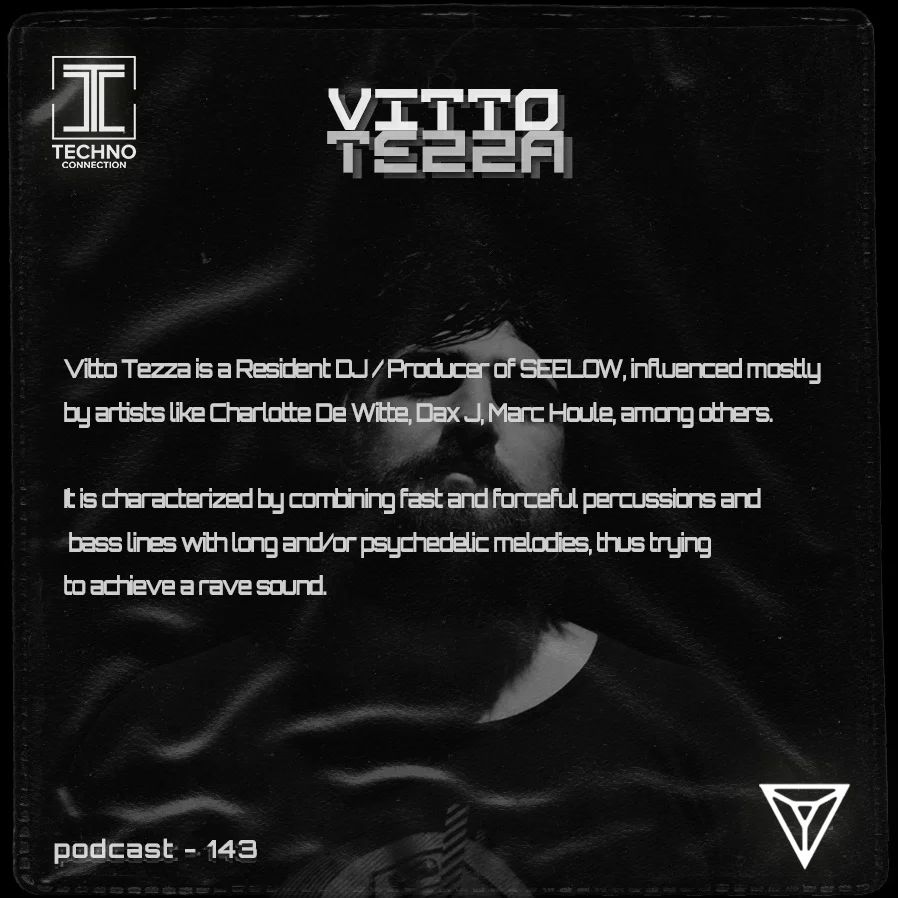 TECHNO
CONNECTION
VITTO
TEZZA
Vitto Tezza is a Resident DJ / Producer of SEELOW, influenced mostly
by artists like Charlotte De Witte, Dax J, Marc Houle, among others.
It is characterized by combining fast and forceful percussions and
bass lines with long and/or psychedelic melodies, thus trying
to achieve a rave sound.
podcast - 143